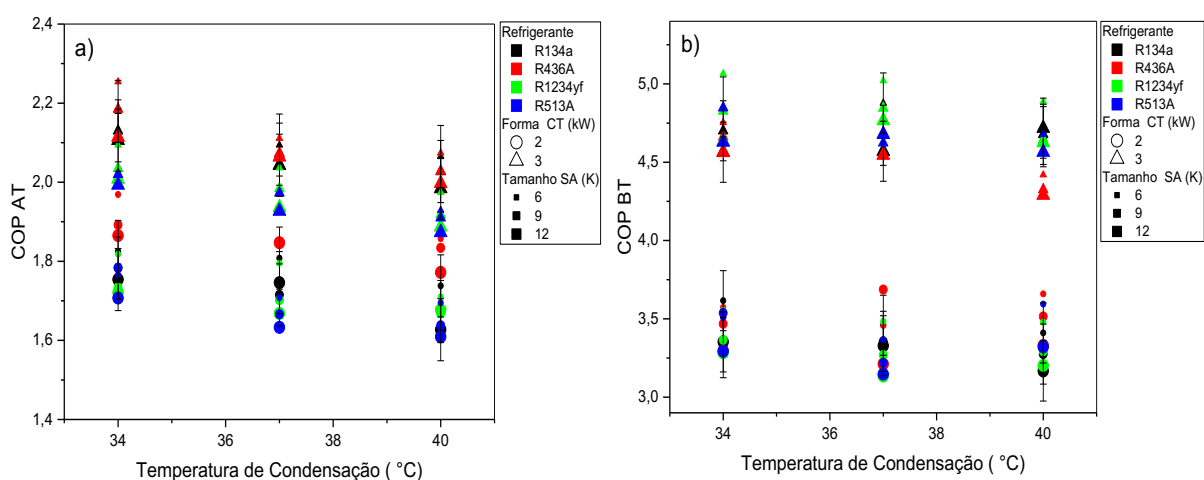 a)
COP AT
2,4
2,2
2,0
1,8
1,6
1,4
34
36
38
40
Temperatura de Condensação ( °C)
Refrigerante
R134a
R436A
R1234yf
R513A
Forma CT (kW)
2
3
Tamanho SA (K)
6
9
12
b)
COP BT
5,0
4,5
4,0
3,5
3,0
34
36
38
40
Temperatura de Condensação ( °C)
Refrigerante
R134a
R436A
R1234yf
R513A
Forma CT (kW)
2
3
Tamanho SA (K)
6
9
12